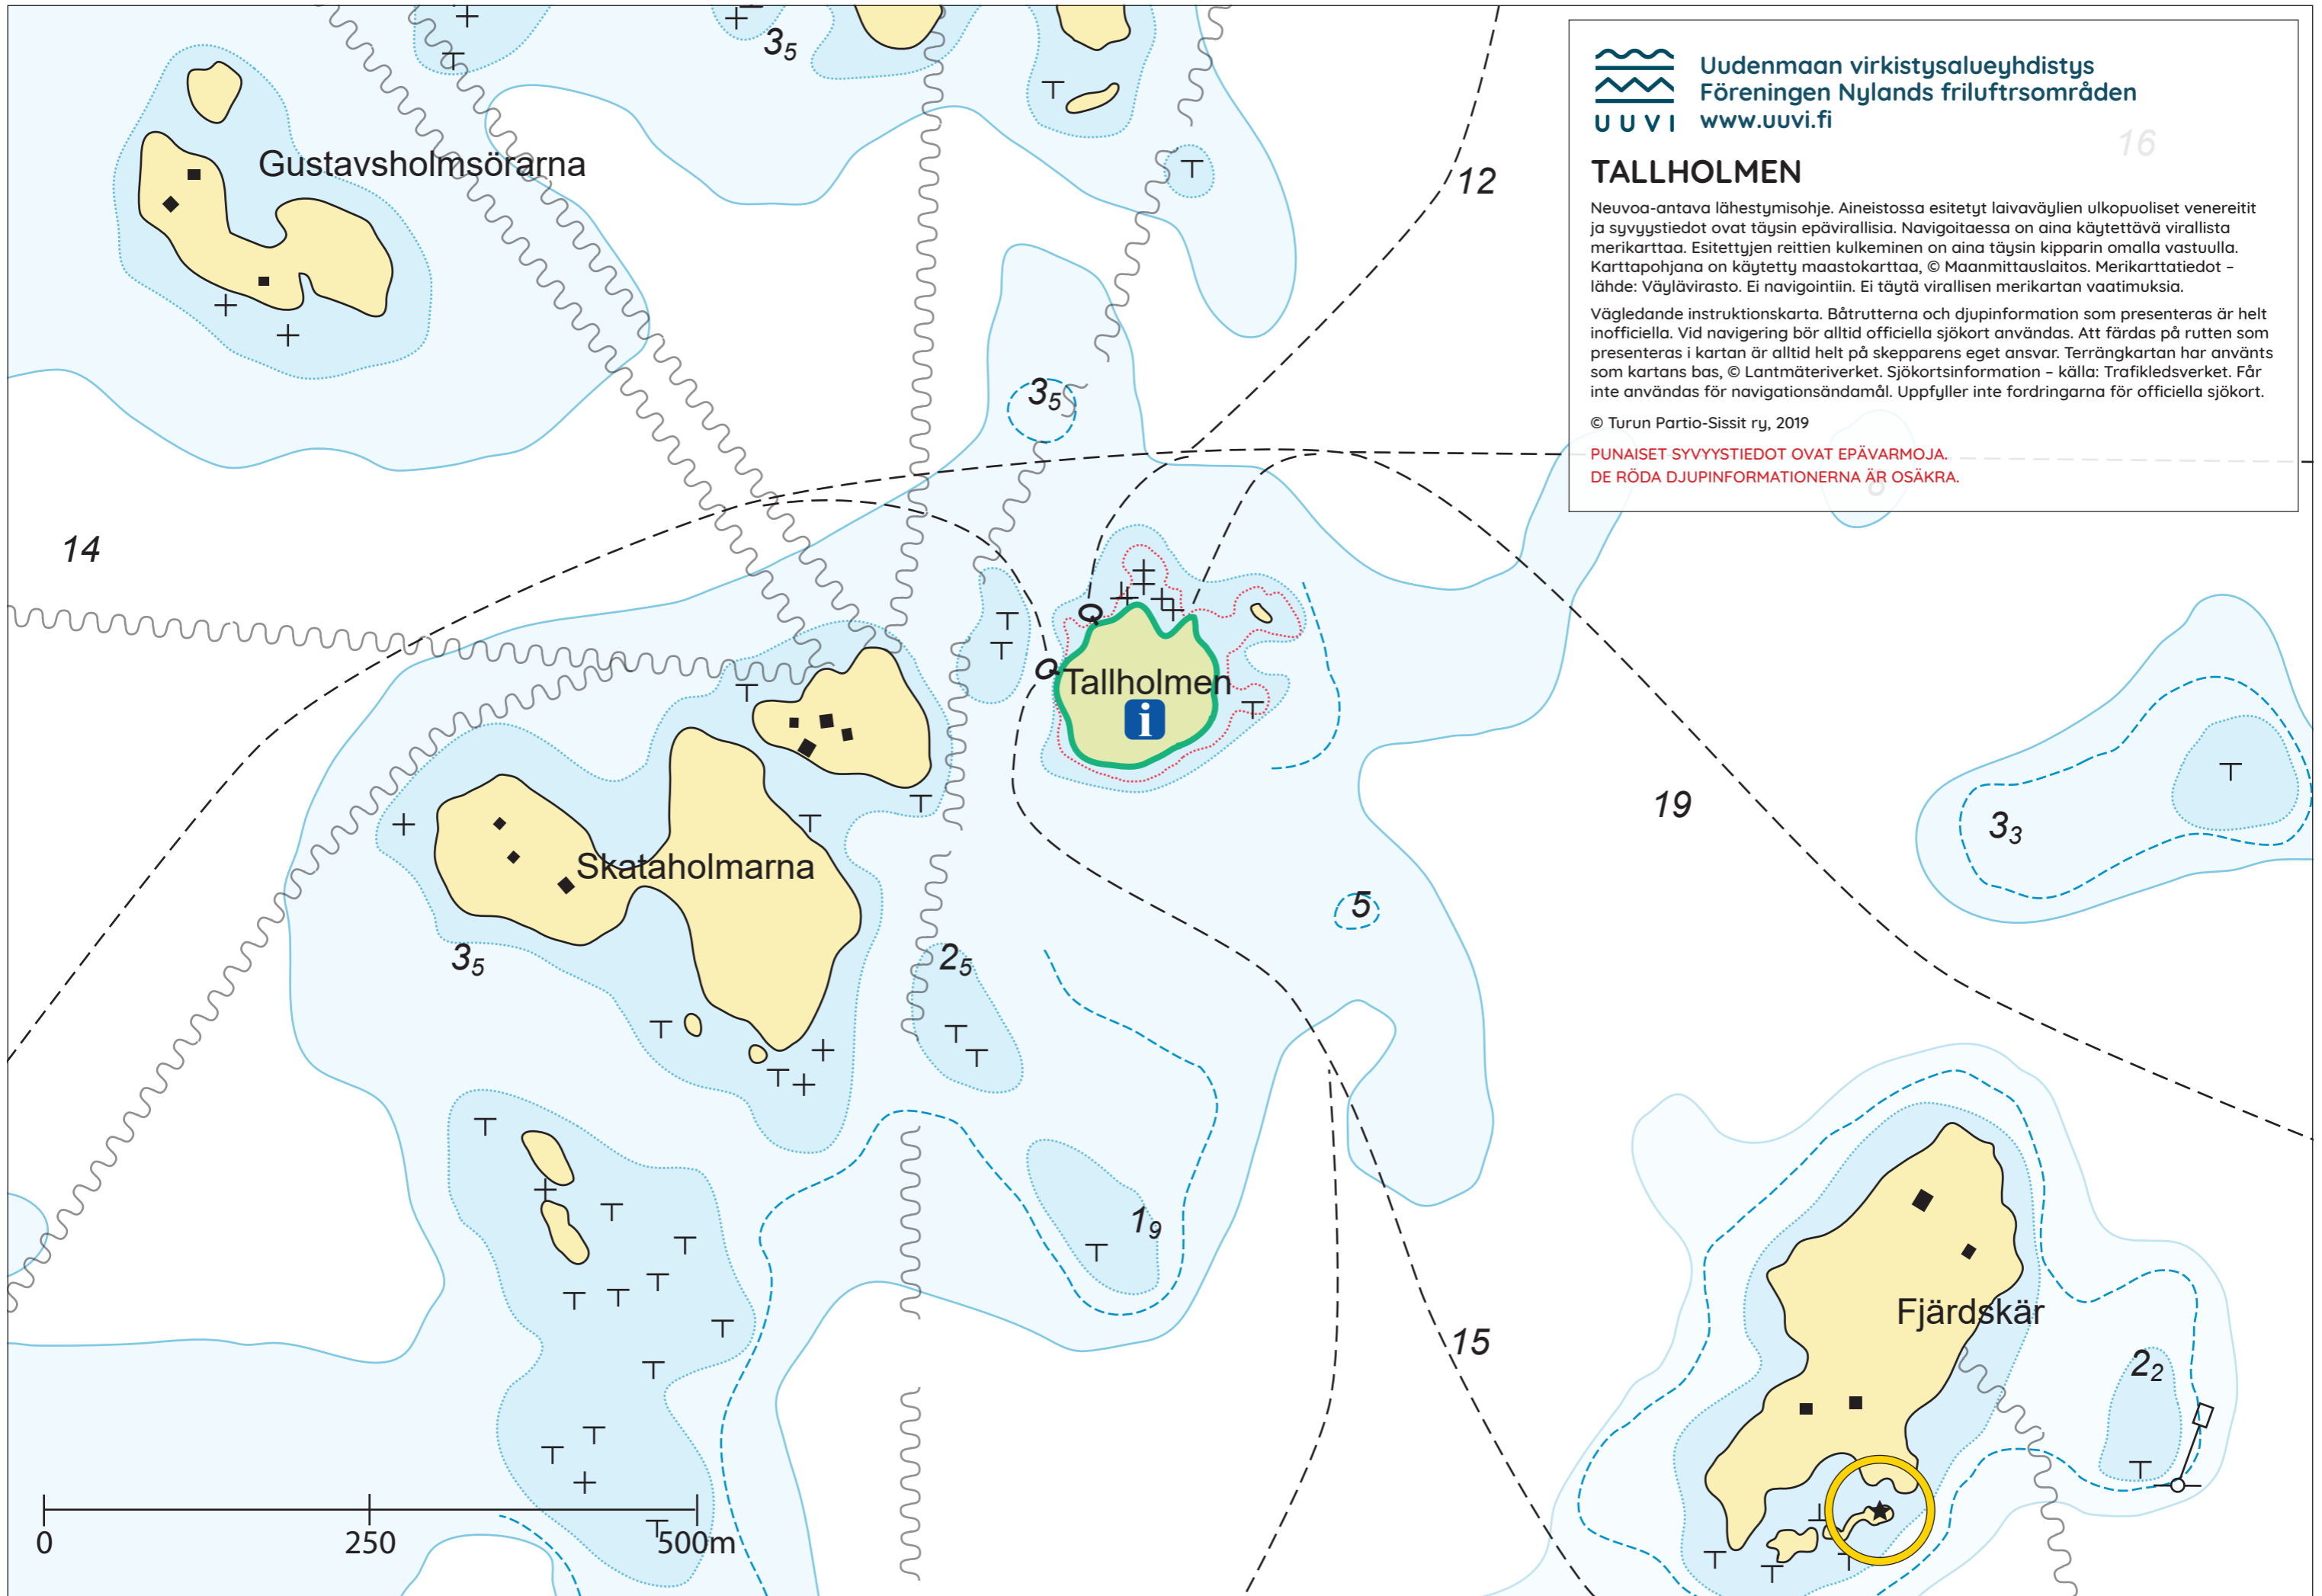 3₅
Uudenmaan virkistysalueyhdistys
Föreningen Nylands friluftrsområden
UUVI www.uuvi.fi
16
TALLHOLMEN
Neuvoa-antava lähestymisohje. Aineistossa esitetyt laivaväylien ulkopuoliset venereitit
ja syvyystiedot ovat täysin epävirallisia. Navigoitaessa on aina käytettävä virallista
merikarttaa. Esitettyjen reittien kulkeminen on aina täysin kipparin omalla vastuulla.
Karttapohjana on käytetty maastokarttaa, © Maanmittauslaitos. Merikarttatiedot –
lähde: Väylävirasto. Ei navigointiin. Ei täytä virallisen merikartan vaatimuksia.
Vägledande instruktionskarta. Båtrutterna och djupinformation som presenteras är helt
inofficiella. Vid navigering bör alltid officiella sjökort användas. Att färdas på rutten som
presenteras i kartan är alltid helt på skepparens eget ansvar. Terrängkartan har använts
som kartans bas, © Lantmäteriverket. Sjökortsinformation – källa: Trafikledsverket. Får
inte användas för navigationsändamål. Uppfyller inte fordringarna för officiella sjökort.
© Turun Partio-Sissit ry, 2019
PUNAISET SYVYYSTIEDOT OVAT EPÄVARMOJA.
DE RÖDA DJUPINFORMATIONERNA ÄR OSÄKRA.
Gustavsholmsörarna
12
3₅
14
Tallholmen
i
19
3₃
Skataholmarna
5
3₅
2₅
1₉
Fjärdskär
15
2₂
0
250
500m